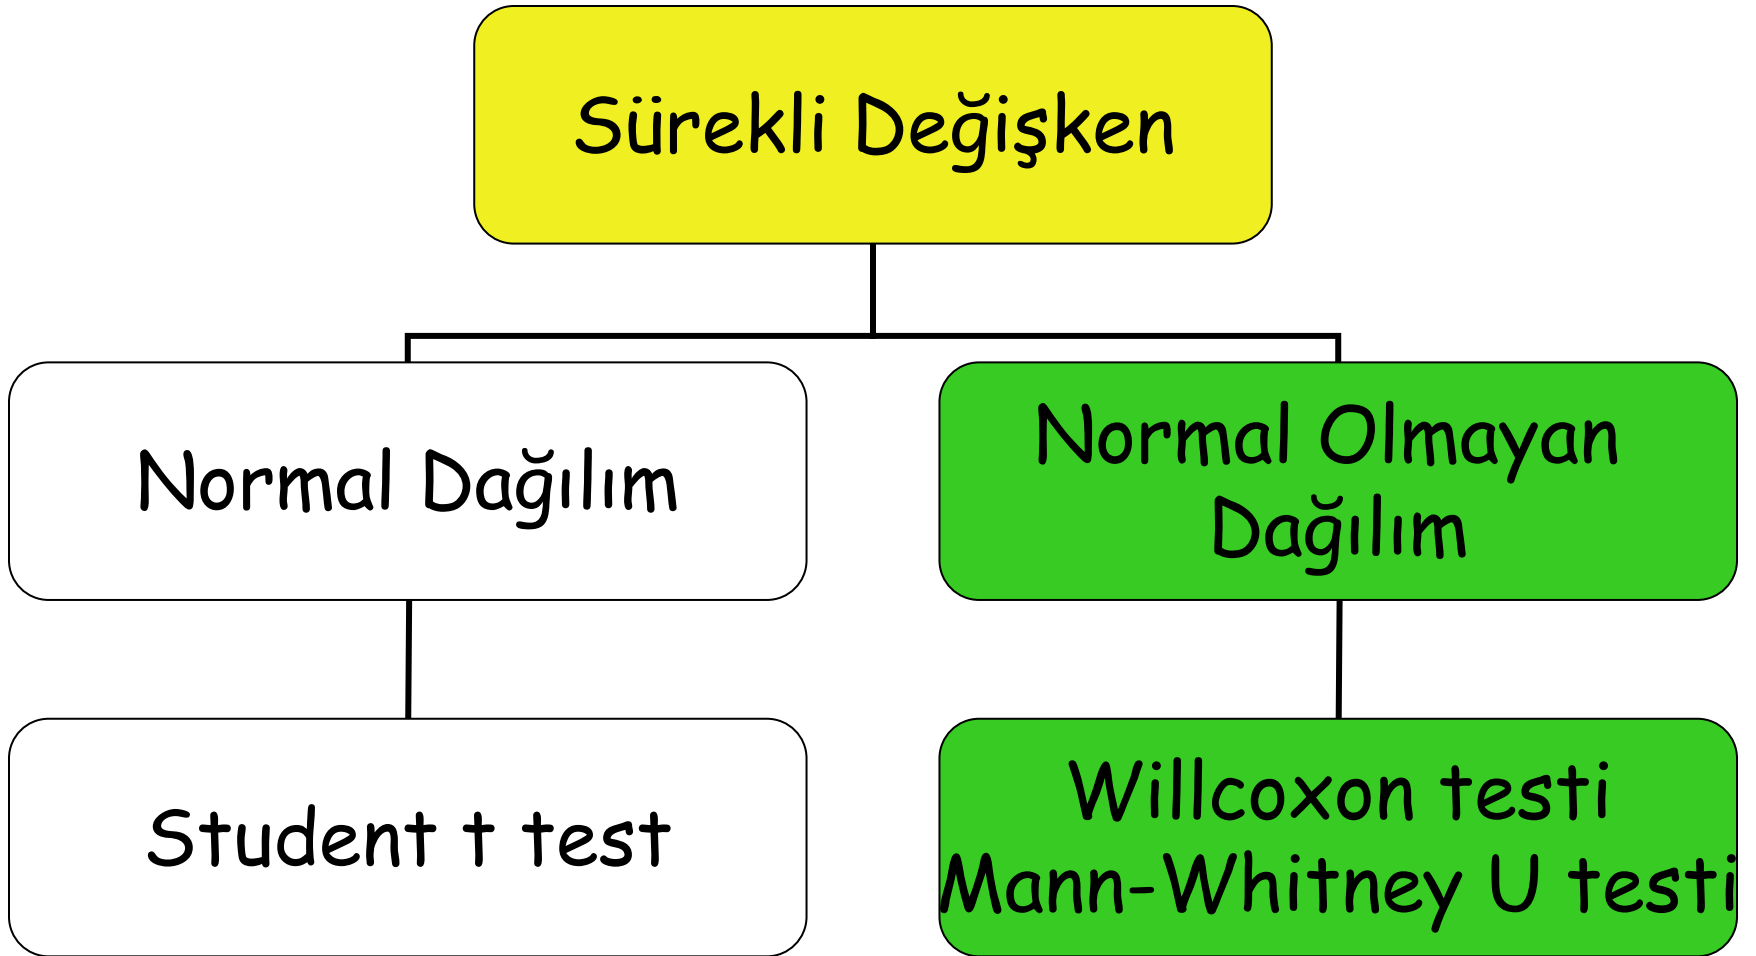 Sürekli Değişken
Normal Dağılım
Normal Olmayan
Dağılım
Student t test
Willcoxon testi
Mann-Whitney U testi